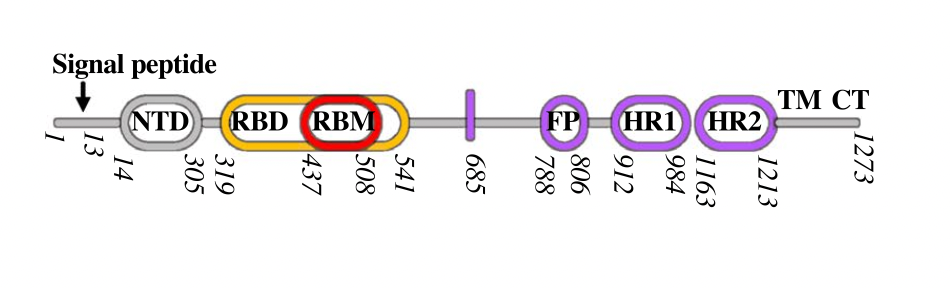 Signal peptide
TM CT
NTD RBD RBM FP HR1 HR2
1 13 14 305 319 437 508 541 685 788 806 912 984 1163 1213 1273